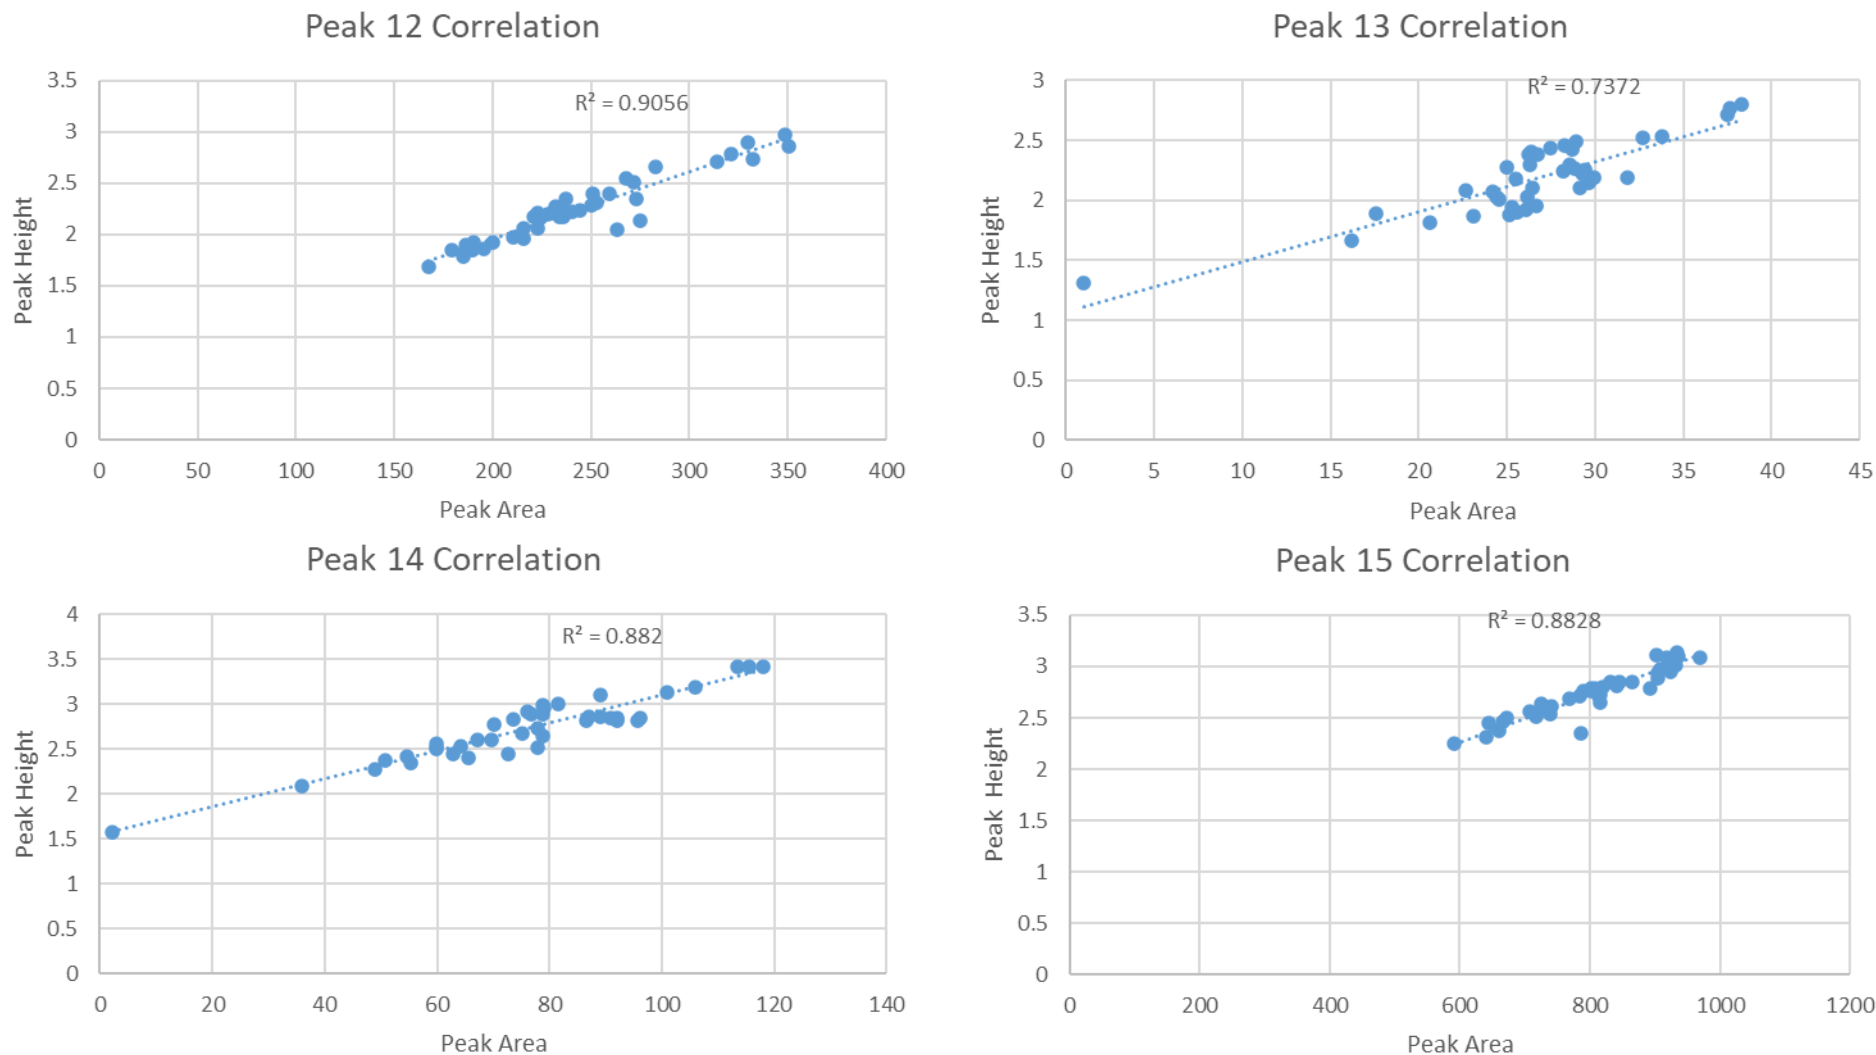 Peak 12 Correlation
R² = 0.9056
Peak Height
3.5
3
2.5
2
1.5
1
0.5
0
0 50 100 150 200 250 300 350 400
Peak Area
Peak 13 Correlation
R² = 0.7372
Peak Height
3
2.5
2
1.5
1
0.5
0
0 5 10 15 20 25 30 35 40 45
Peak Area
Peak 14 Correlation
R² = 0.882
Peak Height
4
3.5
3
2.5
2
1.5
1
0.5
0
0 20 40 60 80 100 120 140
Peak Area
Peak 15 Correlation
R² = 0.8828
Peak Height
3.5
3
2.5
2
1.5
1
0.5
0
0 200 400 600 800 1000 1200
Peak Area